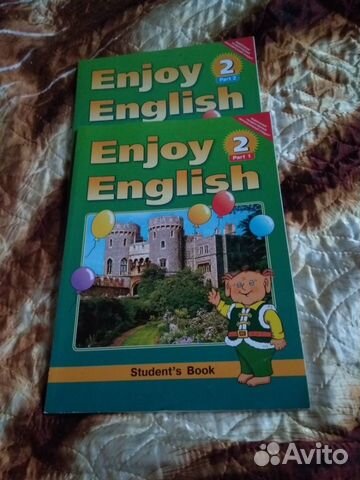 Enjoy
English
2
Part 2
Enjoy
English
2
Part 1
Student's Book
Avito